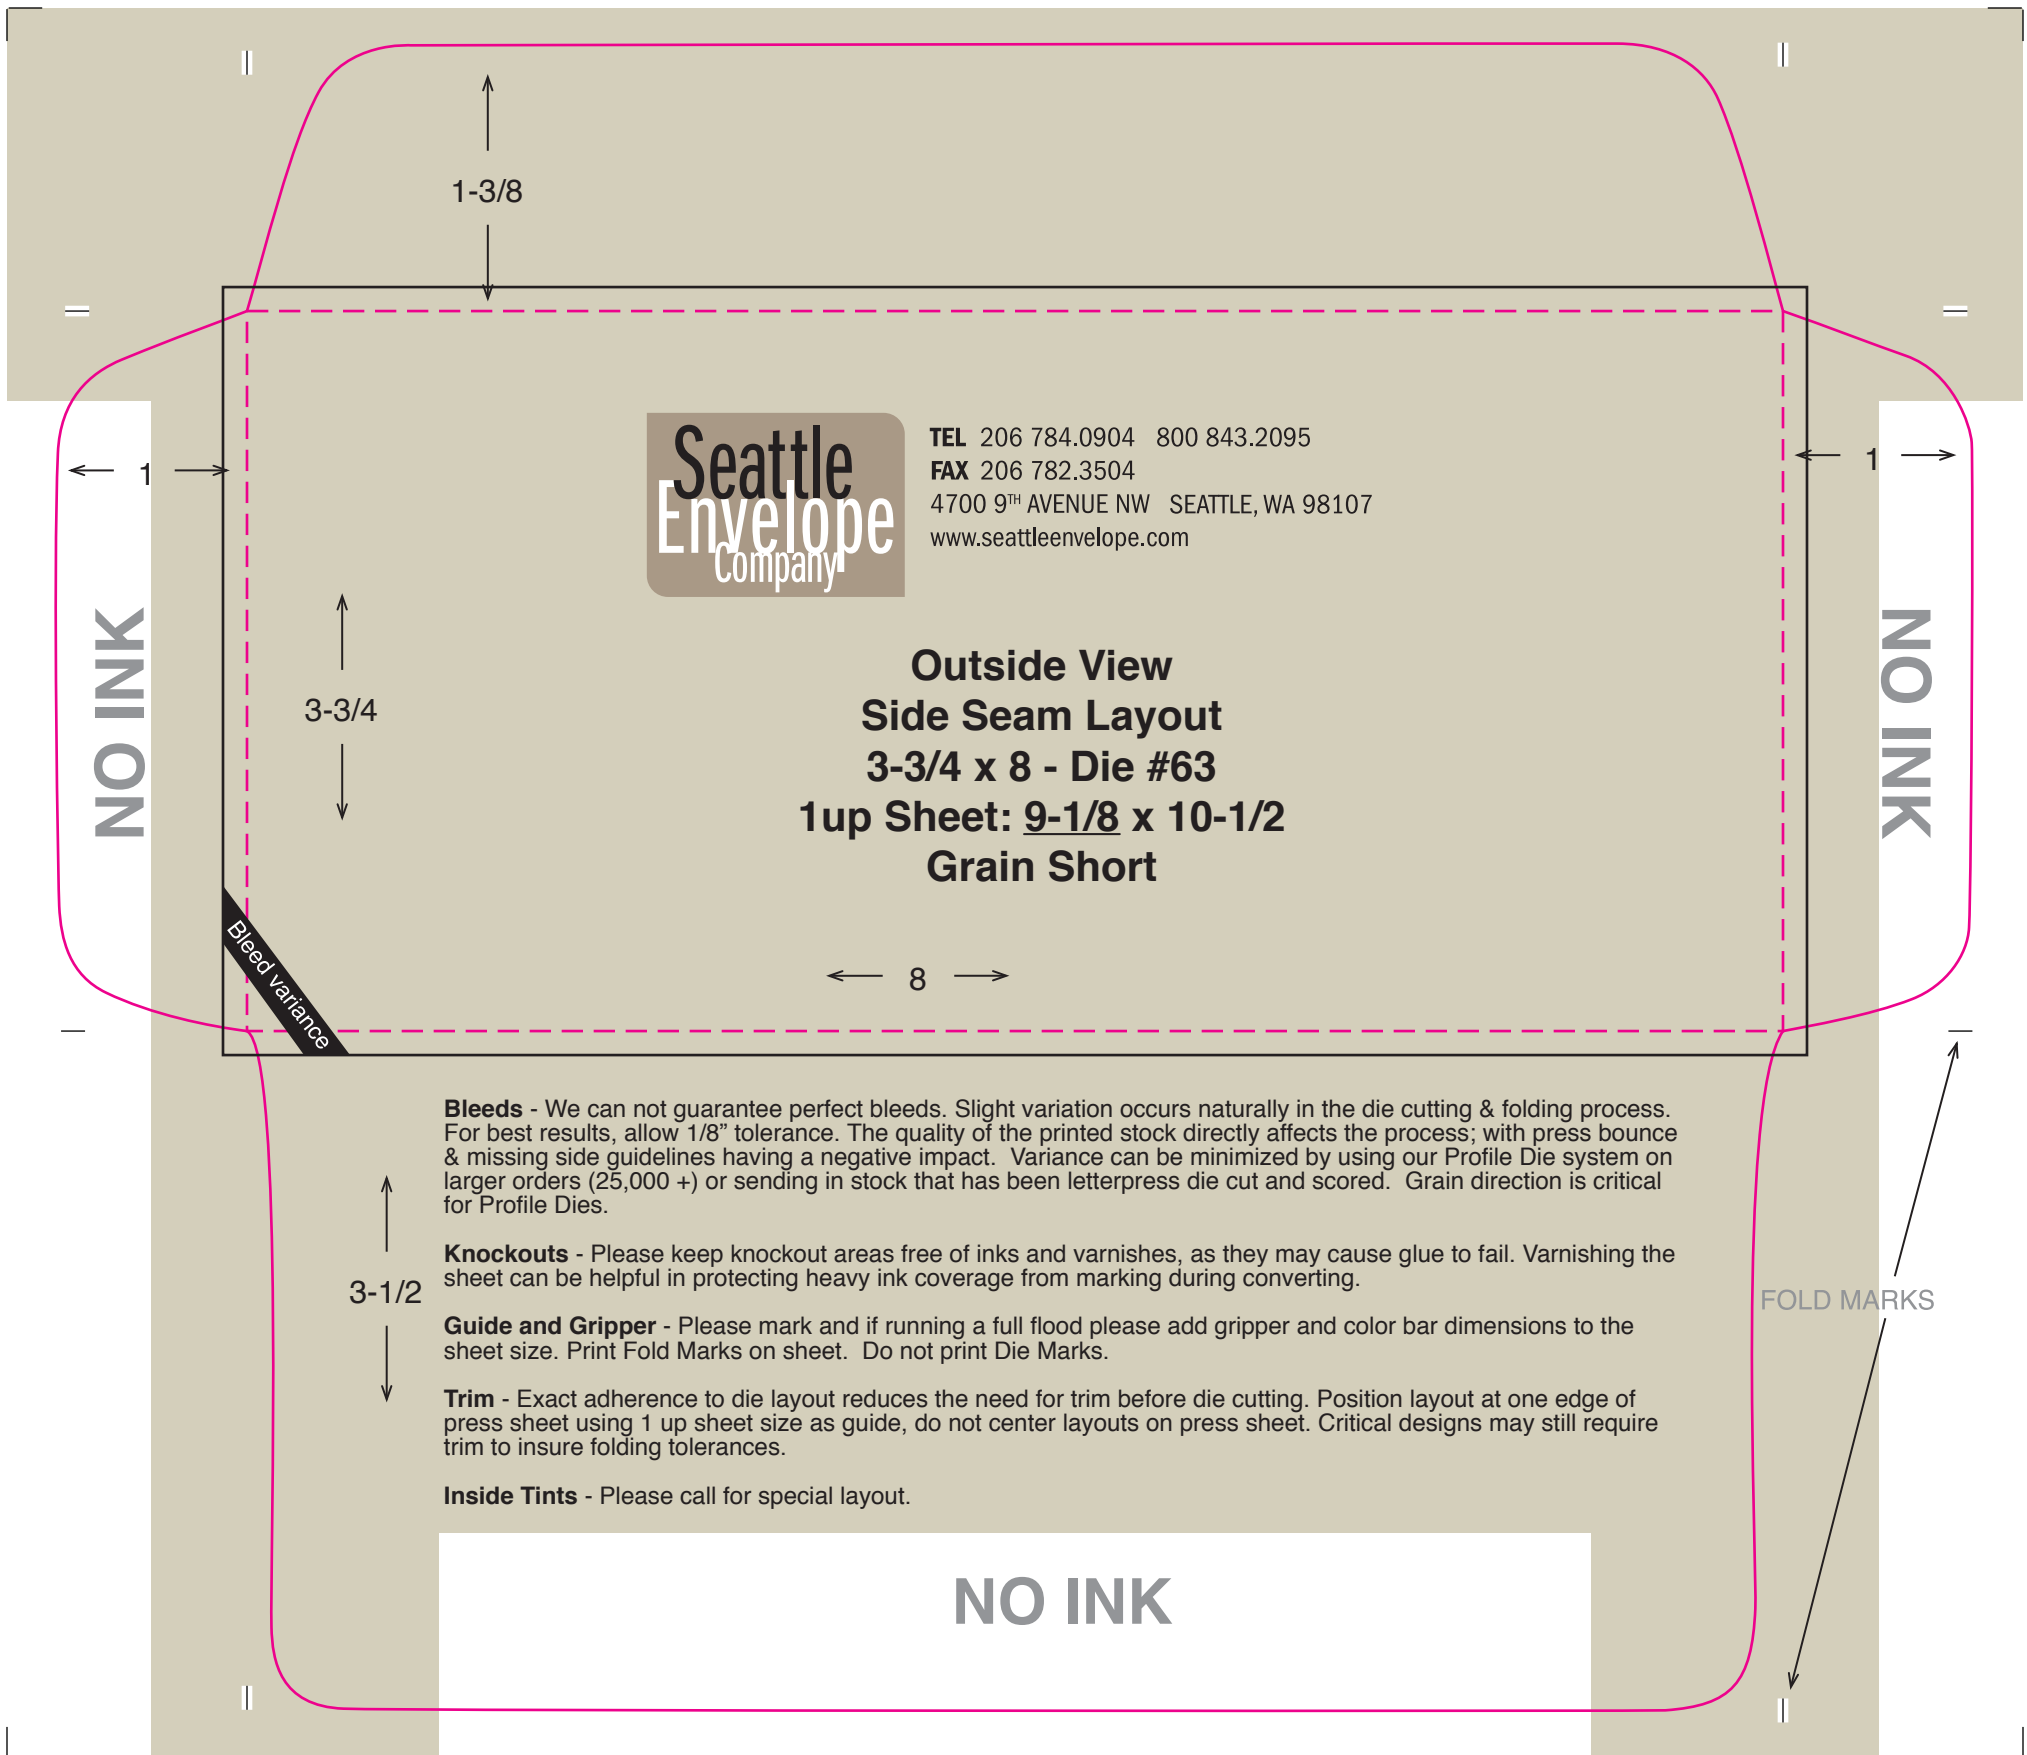 1-3/8
Seattle
Envelope
Company
TEL 206 784.0904 800 843.2095
FAX 206 782.3504
4700 9TH AVENUE NW SEATTLE, WA 98107
www.seattleenvelope.com
1
1
NO INK
NO INK
3-3/4
Outside View
Side Seam Layout
3-3/4 x 8 - Die #63
1up Sheet: 9-1/8 x 10-1/2
Grain Short
Bleed variance
8
Bleeds - We can not guarantee perfect bleeds. Slight variation occurs naturally in the die cutting & folding process.
For best results, allow 1/8” tolerance. The quality of the printed stock directly affects the process; with press bounce
& missing side guidelines having a negative impact.  Variance can be minimized by using our Profile Die system on
larger orders (25,000 +) or sending in stock that has been letterpress die cut and scored.  Grain direction is critical
for Profile Dies.
Knockouts - Please keep knockout areas free of inks and varnishes, as they may cause glue to fail. Varnishing the
sheet can be helpful in protecting heavy ink coverage from marking during converting.
3-1/2
FOLD MARKS
Guide and Gripper - Please mark and if running a full flood please add gripper and color bar dimensions to the
sheet size. Print Fold Marks on sheet.  Do not print Die Marks.
Trim - Exact adherence to die layout reduces the need for trim before die cutting. Position layout at one edge of
press sheet using 1 up sheet size as guide, do not center layouts on press sheet. Critical designs may still require
trim to insure folding tolerances.
Inside Tints - Please call for special layout.
NO INK